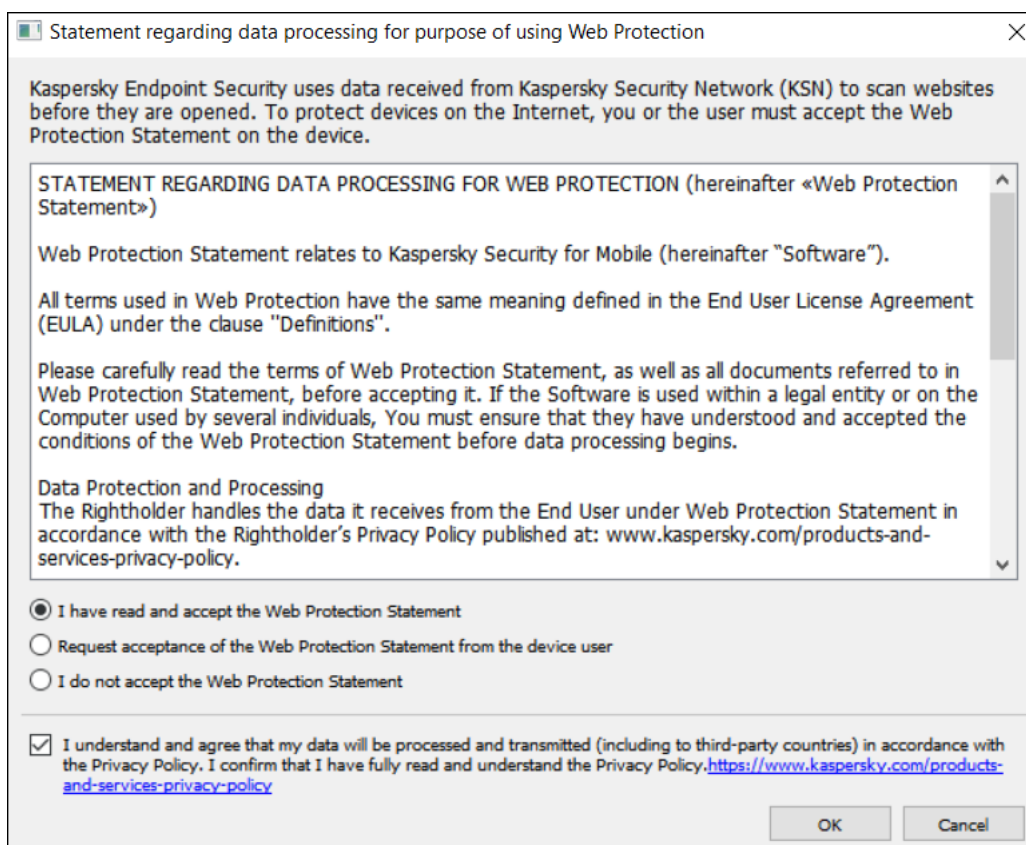 Statement regarding data processing for purpose of using Web Protection
Kaspersky Endpoint Security uses data received from Kaspersky Security Network (KSN) to scan websites
before they are opened. To protect devices on the Internet, you or the user must accept the Web
Protection Statement on the device.
STATEMENT REGARDING DATA PROCESSING FOR WEB PROTECTION (hereinafter «Web Protection
Statement»)
Web Protection Statement relates to Kaspersky Security for Mobile (hereinafter “Software”).
All terms used in Web Protection have the same meaning defined in the End User License Agreement
(EULA) under the clause "Definitions".
Please carefully read the terms of Web Protection Statement, as well as all documents referred to in
Web Protection Statement, before accepting it. If the Software is used within a legal entity or on the
Computer used by several individuals, You must ensure that they have understood and accepted the
conditions of the Web Protection Statement before data processing begins.
Data Protection and Processing
The Rightholder handles the data it receives from the End User under Web Protection Statement in
accordance with the Rightholder’s Privacy Policy published at: www.kaspersky.com/products-and-
services-privacy-policy.
I have read and accept the Web Protection Statement
Request acceptance of the Web Protection Statement from the device user
I do not accept the Web Protection Statement
I understand and agree that my data will be processed and transmitted (including to third-party countries) in accordance with
the Privacy Policy. I confirm that I have fully read and understand the Privacy Policy.https://www.kaspersky.com/products-
and-services-privacy-policy
OK
Cancel